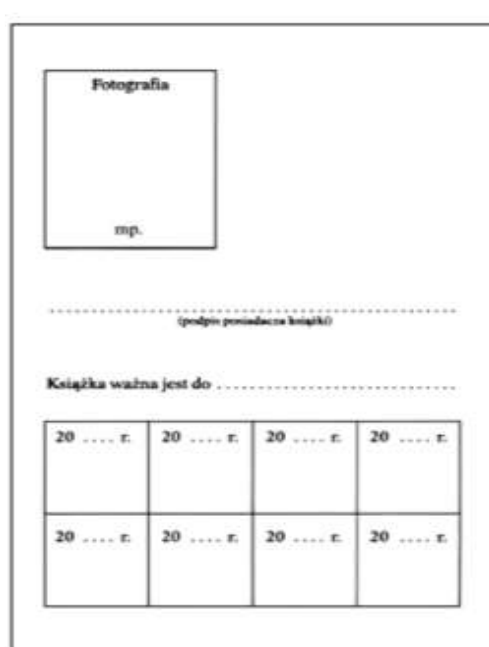 Fotografia
mp.
(podpis posiadacza książki)
Książka ważna jest do ..............................
20 .... r. 20 .... r. 20 .... r. 20 .... r.
20 .... r. 20 .... r. 20 .... r. 20 .... r.